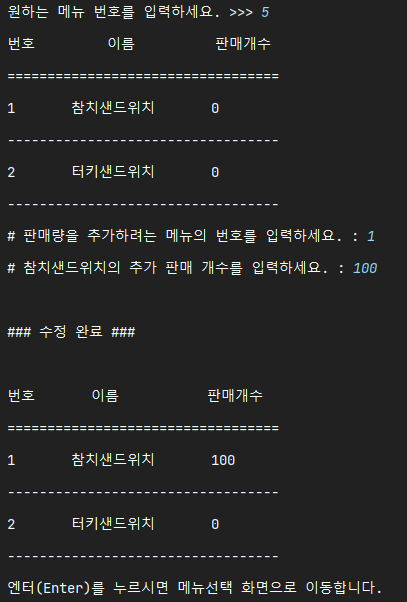 원하는 메뉴 번호를 입력하세요. >>> 5
번호 이름 판매개수
==================================
1 참치샌드위치 0
----------------------------------
2 터키샌드위치 0
----------------------------------
# 판매량을 추가하려는 메뉴의 번호를 입력하세요. : 1
# 참치샌드위치의 추가 판매 개수를 입력하세요. : 100
### 수정 완료 ###
번호 이름 판매개수
==================================
1 참치샌드위치 100
----------------------------------
2 터키샌드위치 0
----------------------------------
엔터(Enter)를 누르시면 메뉴선택 화면으로 이동합니다.